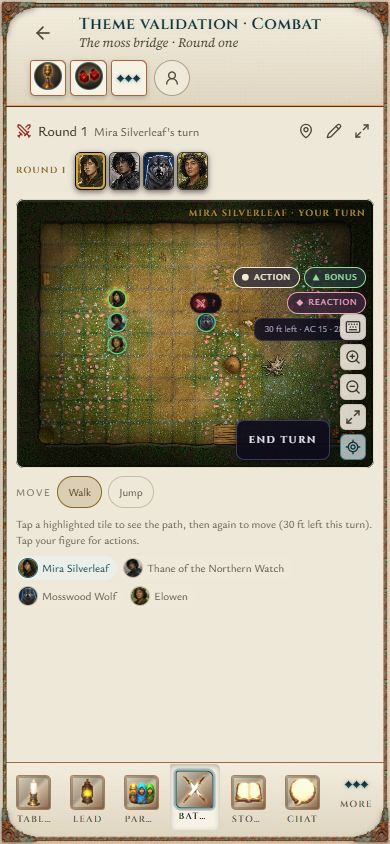 Theme validation · Combat
The moss bridge · Round one
Round 1 Mira Silverleaf's turn
ROUND 1
MIRA SILVERLEAF · YOUR TURN
ACTION
BONUS
REACTION
30 ft left · AC 15 ·
END TURN
MOVE
Walk
Jump
Tap a highlighted tile to see the path, then again to move (30 ft left this turn).
Tap your figure for actions.
Mira Silverleaf
Thane of the Northern Watch
Mosswood Wolf
Elowen
TABL…
LEAD
PAR…
BAT…
STO…
CHAT
MORE